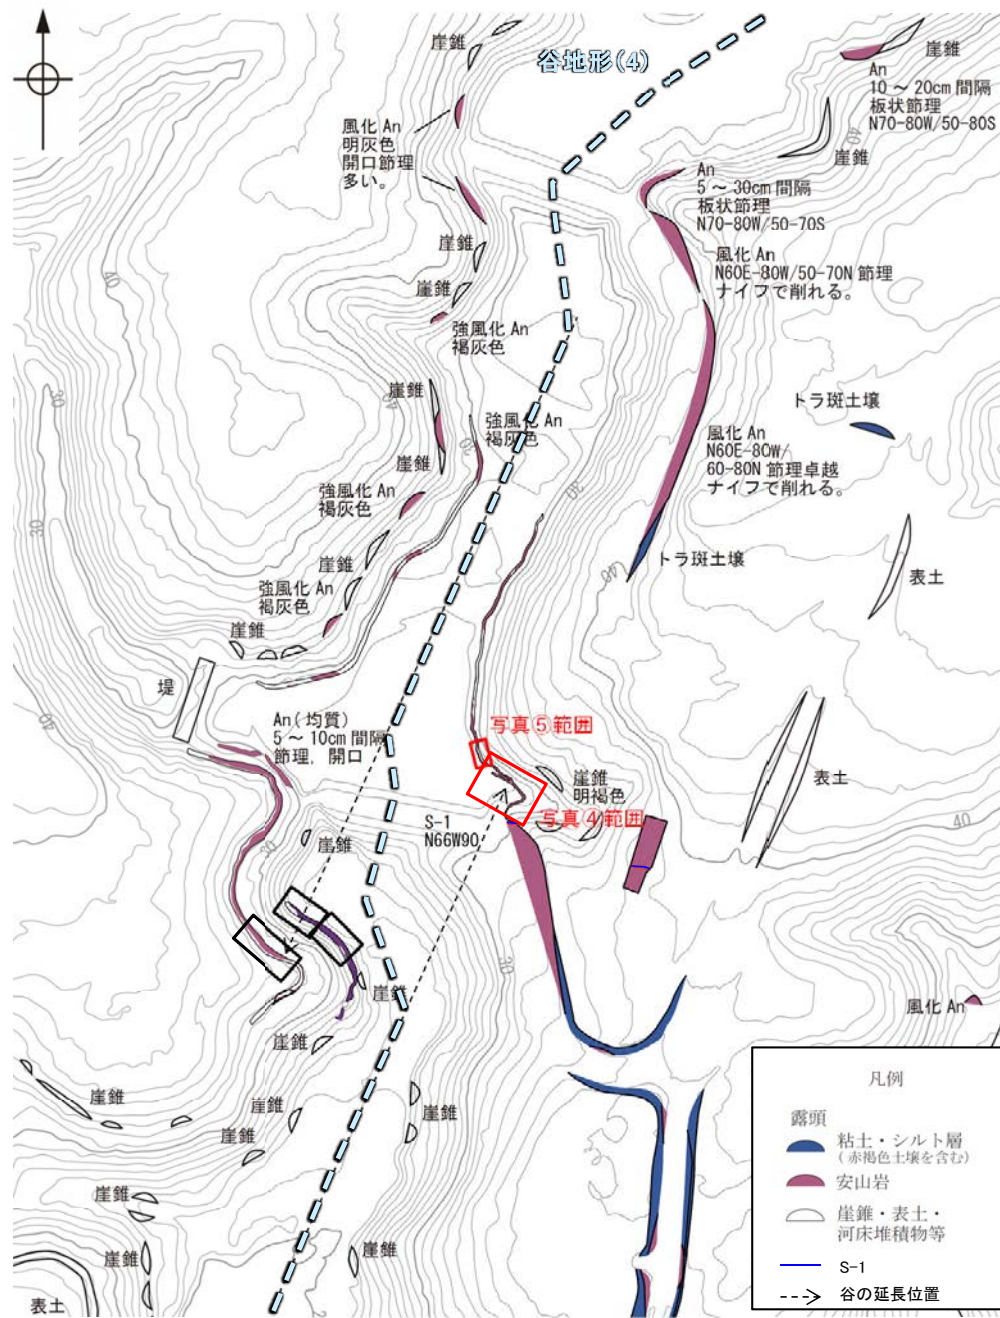 崖錐
谷地形(4)
崖錐
An
10 ～ 20cm 間隔
板状節理
N70-80W/50-80S
風化 An
明灰色
開口節理
多い。
40
崖錐
An
5 ～ 30cm 間隔
板状節理
N70-80W/50-70S
崖錐
風化 An
N60E-80W/50-70N 節理
ナイフで削れる。
40
崖錐
強風化 An
褐灰色
30
崖錐
トラ斑土壌
強風化 An
褐灰色
30
風化 An
N60E-80W/
60-80N 節理卓越
ナイフで削れる。
崖錐
強風化 An
褐灰色
30
30
崖錐
トラ斑土壌
40
表土
強風化 An
褐灰色
崖錐
堤
40
An(均質)
5 ～ 10cm 間隔
節理, 開口
写真⑤範囲
崖錐
明褐色
表土
写真④範囲
40
S-1
N66W90
崖錐
30
30
崖錐
風化 An
崖錐
崖錐
崖錐
崖錐
崖錐
崖錐
崖錐
表土
凡例
露頭
粘土・シルト層
(赤褐色土壌を含む)
安山岩
崖錐・表土・
河床堆積物等
S-1
谷の延長位置